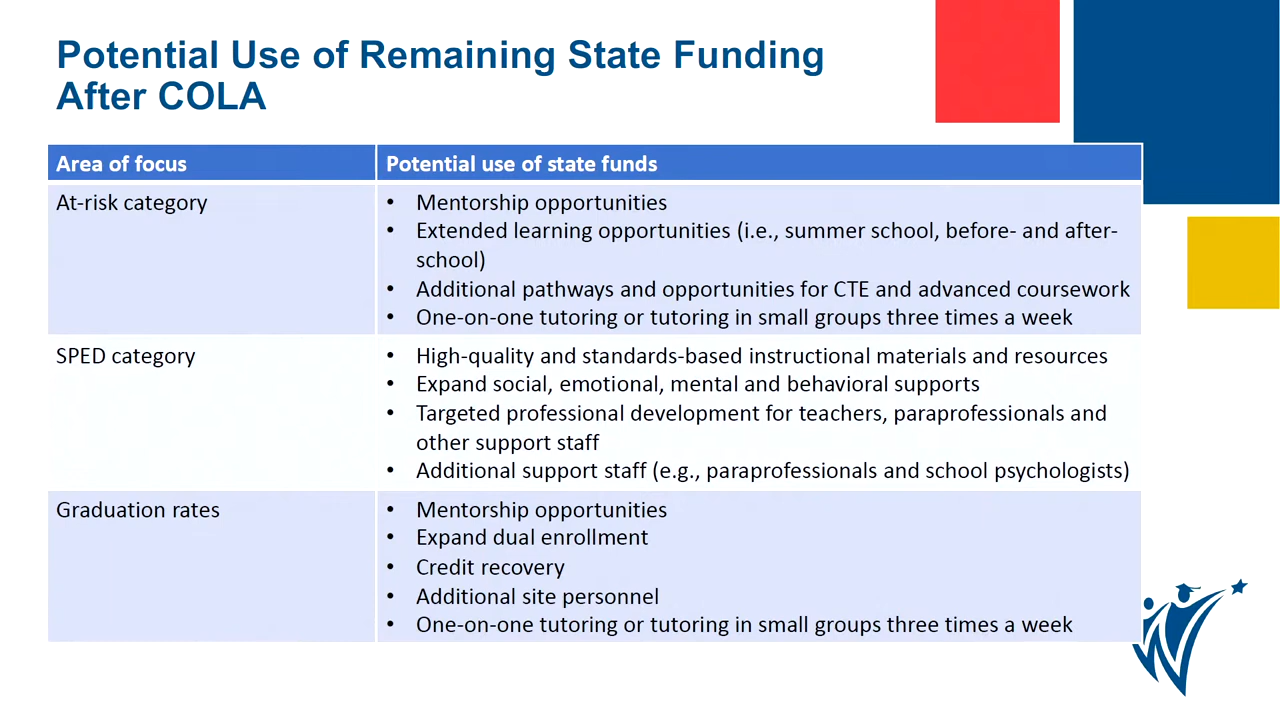 Potential Use of Remaining State Funding
After COLA
Area of focus
Potential use of state funds
At-risk category
• Mentorship opportunities
• Extended learning opportunities (i.e., summer school, before- and after-
school)
• Additional pathways and opportunities for CTE and advanced coursework
• One-on-one tutoring or tutoring in small groups three times a week
SPED category
• High-quality and standards-based instructional materials and resources
• Expand social, emotional, mental and behavioral supports
• Targeted professional development for teachers, paraprofessionals and
other support staff
• Additional support staff (e.g., paraprofessionals and school psychologists)
Graduation rates
• Mentorship opportunities
• Expand dual enrollment
• Credit recovery
• Additional site personnel
• One-on-one tutoring or tutoring in small groups three times a week